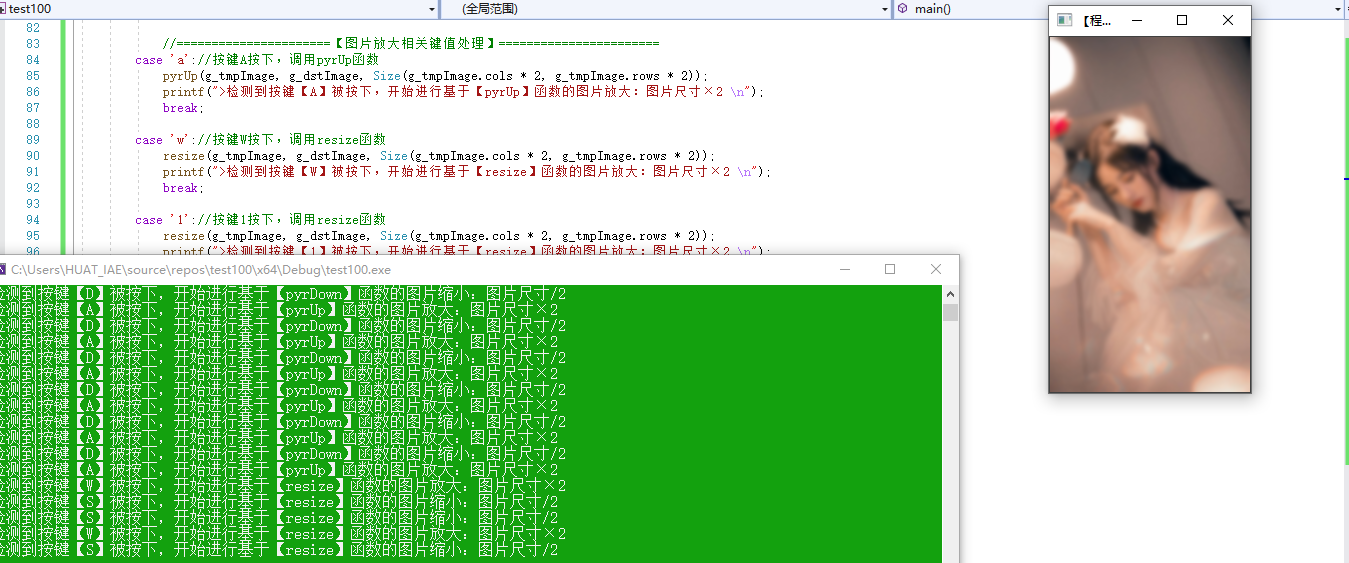 test100
(全局范围)
main()
82
83 //======================【图片放大相关键值处理】=======================
84 case 'a'://按键A按下，调用pyrUp函数
85 pyrUp(g_tmpImage, g_dstImage, Size(g_tmpImage.cols * 2, g_tmpImage.rows * 2));
86 printf(">检测到按键【A】被按下，开始进行基于【pyrUp】函数的图片放大：图片尺寸×2 \n");
87 break;
88
89 case 'w'://按键W按下，调用resize函数
90 resize(g_tmpImage, g_dstImage, Size(g_tmpImage.cols * 2, g_tmpImage.rows * 2));
91 printf(">检测到按键【W】被按下，开始进行基于【resize】函数的图片放大：图片尺寸×2 \n");
92 break;
93
94 case '1'://按键1按下，调用resize函数
95 resize(g_tmpImage, g_dstImage, Size(g_tmpImage.cols * 2, g_tmpImage.rows * 2));
96 printf(">检测到按键【1】被按下，开始进行基于【resize】函数的图片放大：图片尺寸×2 \n");
【程...
C:\Users\HUAT_IAE\source\repos\test100\x64\Debug\test100.exe
检测到按键【D】被按下，开始进行基于【pyrDown】函数的图片缩小：图片尺寸/2
检测到按键【A】被按下，开始进行基于【pyrUp】函数的图片放大：图片尺寸×2
检测到按键【D】被按下，开始进行基于【pyrDown】函数的图片缩小：图片尺寸/2
检测到按键【A】被按下，开始进行基于【pyrUp】函数的图片放大：图片尺寸×2
检测到按键【D】被按下，开始进行基于【pyrDown】函数的图片缩小：图片尺寸/2
检测到按键【A】被按下，开始进行基于【pyrUp】函数的图片放大：图片尺寸×2
检测到按键【D】被按下，开始进行基于【pyrDown】函数的图片缩小：图片尺寸/2
检测到按键【A】被按下，开始进行基于【pyrUp】函数的图片放大：图片尺寸×2
检测到按键【D】被按下，开始进行基于【pyrDown】函数的图片缩小：图片尺寸/2
检测到按键【A】被按下，开始进行基于【pyrUp】函数的图片放大：图片尺寸×2
检测到按键【D】被按下，开始进行基于【pyrDown】函数的图片缩小：图片尺寸/2
检测到按键【A】被按下，开始进行基于【pyrUp】函数的图片放大：图片尺寸×2
检测到按键【W】被按下，开始进行基于【resize】函数的图片放大：图片尺寸×2
检测到按键【S】被按下，开始进行基于【resize】函数的图片缩小：图片尺寸/2
检测到按键【S】被按下，开始进行基于【resize】函数的图片缩小：图片尺寸/2
检测到按键【W】被按下，开始进行基于【resize】函数的图片放大：图片尺寸×2
检测到按键【S】被按下，开始进行基于【resize】函数的图片缩小：图片尺寸/2